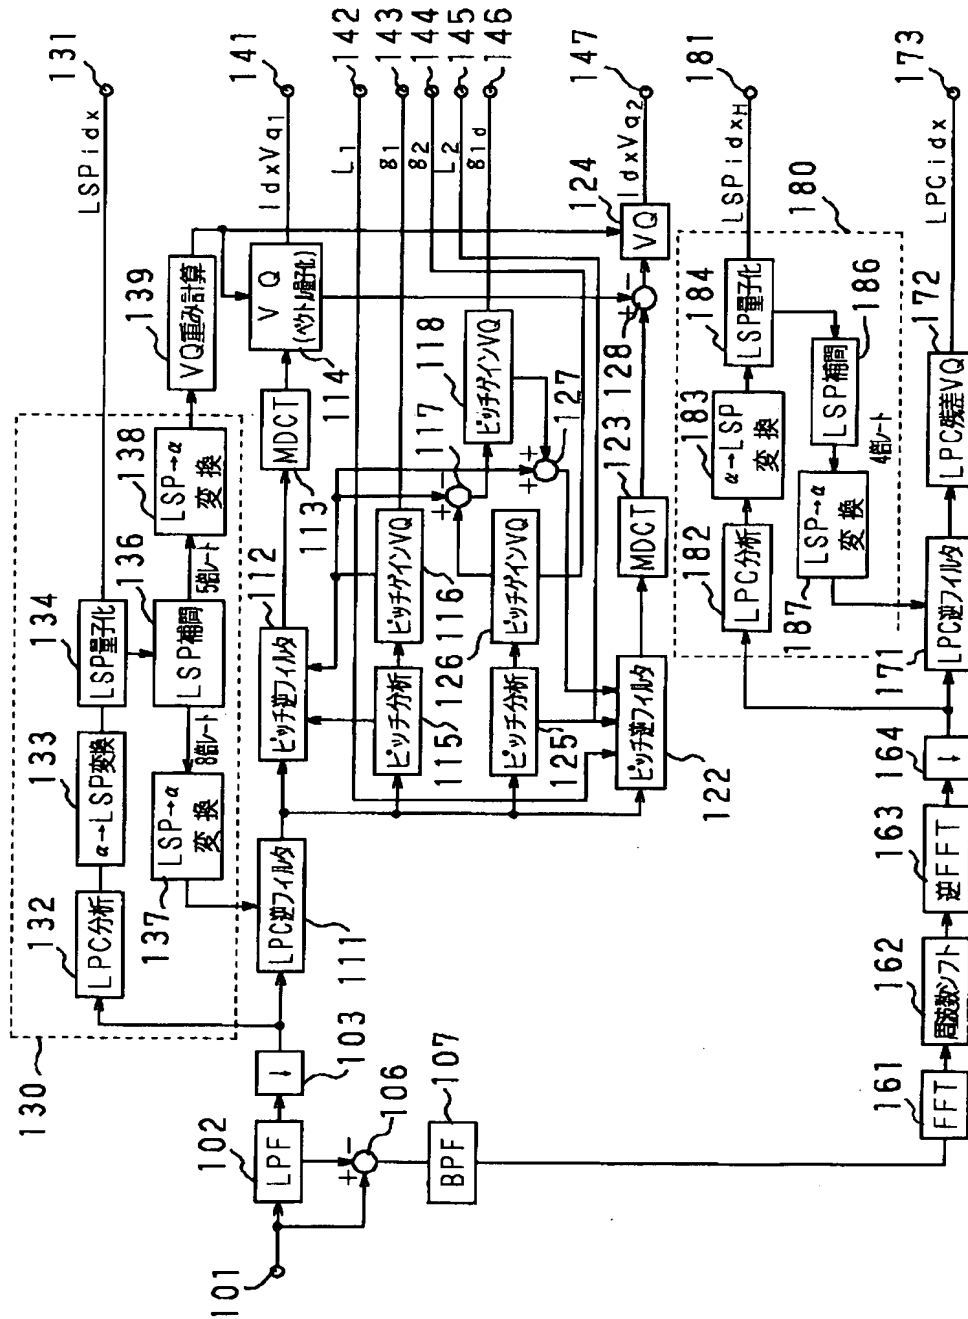 130
132
LPC分析
133
α→LSP変換
134
LSP量子化
LSPidx
131
137
LSP→α
変換
8倍レート
136
LSP補間
5倍レート
138
LSP→α
変換
139
VQ重み計算
101
102
LPF
103
↓
111
LPC逆フィルタ
112
ピッチ逆フィルタ
113
MDCT
114
VQ
(ベクトル量子化)
IdxVq1
141
L1
142
g1
143
g2
144
L2
145
g1d
146
115
ピッチ分析
116
ピッチゲインVQ
117
+
-
118
ピッチゲインVQ
125
ピッチ分析
126
ピッチゲインVQ
127
+
+
122
ピッチ逆フィルタ
123
MDCT
128
+
-
124
VQ
IdxVq2
147
106
+
-
107
BPF
180
182
LPC分析
183
α→LSP
変換
184
LSP量子化
LSPidxH
181
186
LSP補間
4倍レート
187
LSP→α
変換
161
FFT
162
周波数シフト
163
逆FFT
164
↓
171
LPC逆フィルタ
172
LPC残差VQ
LPCidx
173